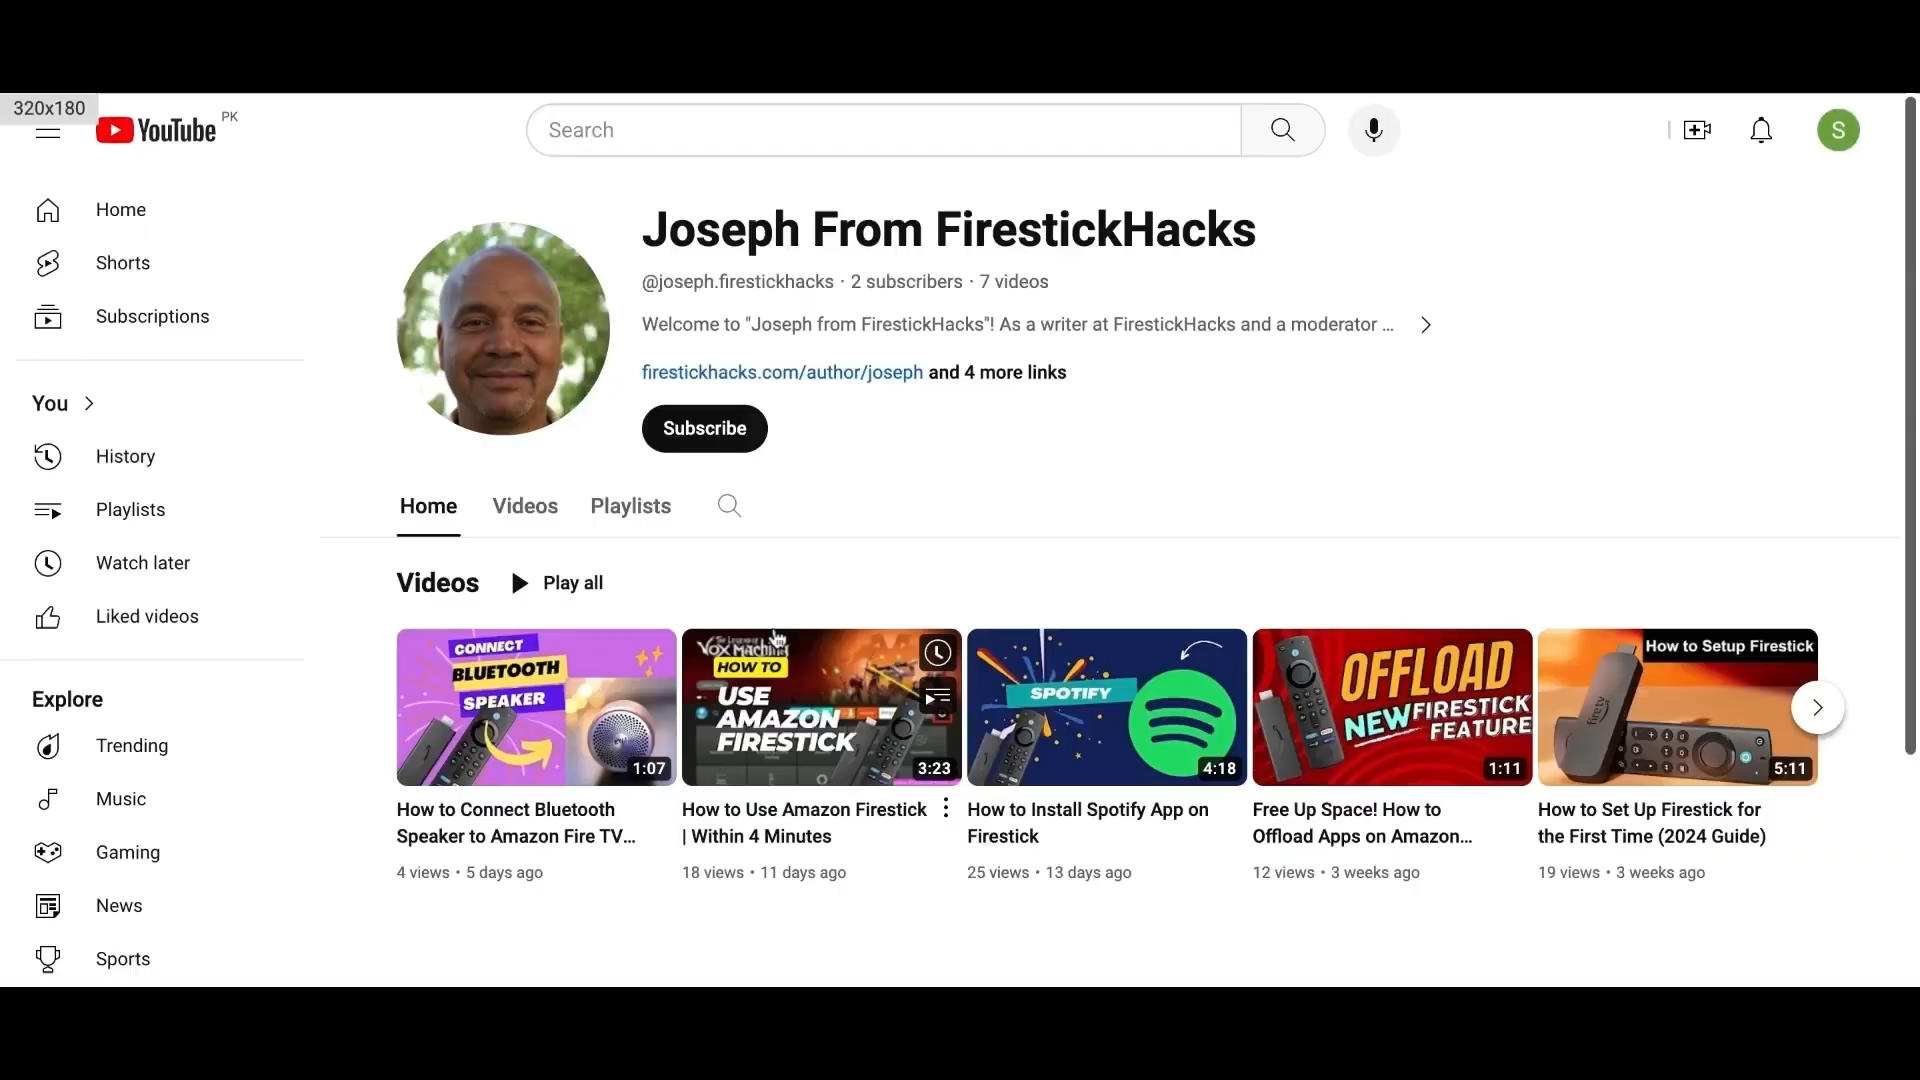 320x180
YouTube PK
Search
S
Home
Shorts
Subscriptions
You
History
Playlists
Watch later
Liked videos
Explore
Trending
Music
Gaming
News
Sports
Joseph From FirestickHacks
@joseph.firestickhacks · 2 subscribers · 7 videos
Welcome to "Joseph from FirestickHacks"! As a writer at FirestickHacks and a moderator ...
firestickhacks.com/author/joseph and 4 more links
Subscribe
Home Videos Playlists
Videos Play all
CONNECT
BLUETOOTH
SPEAKER
1:07
How to Connect Bluetooth
Speaker to Amazon Fire TV...
4 views • 5 days ago
VOX MACHINA
HOW TO
USE
AMAZON
FIRESTICK
3:23
How to Use Amazon Firestick
| Within 4 Minutes
18 views • 11 days ago
SPOTIFY
4:18
How to Install Spotify App on
Firestick
25 views • 13 days ago
OFFLOAD
NEW FIRESTICK
FEATURE
1:11
Free Up Space! How to
Offload Apps on Amazon...
12 views • 3 weeks ago
How to Setup Firestick
fire tv
5:11
How to Set Up Firestick for
the First Time (2024 Guide)
19 views • 3 weeks ago